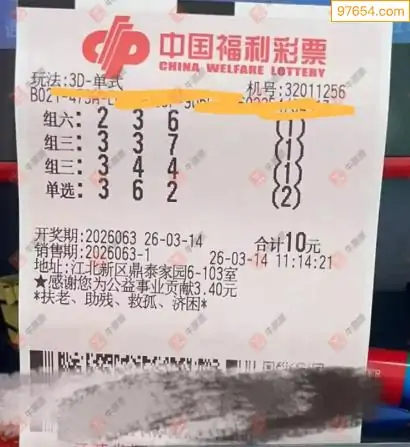 97654.com
中国福利彩票
CHINA WELFARE LOTTERY
玩法:3D-单式 机号:32011256
组六: 2 3 6 (1)
组三: 3 3 7 (1)
组三: 3 4 4 (1)
单选: 3 6 2 (2)
开奖期:2026063 26-03-14 合计10元
销售期:2026063-1 26-03-14 11:14:21
地址:江北新区鼎泰家园6-103室
★感谢您为公益事业贡献3.40元
*扶老、助残、救孤、济困*